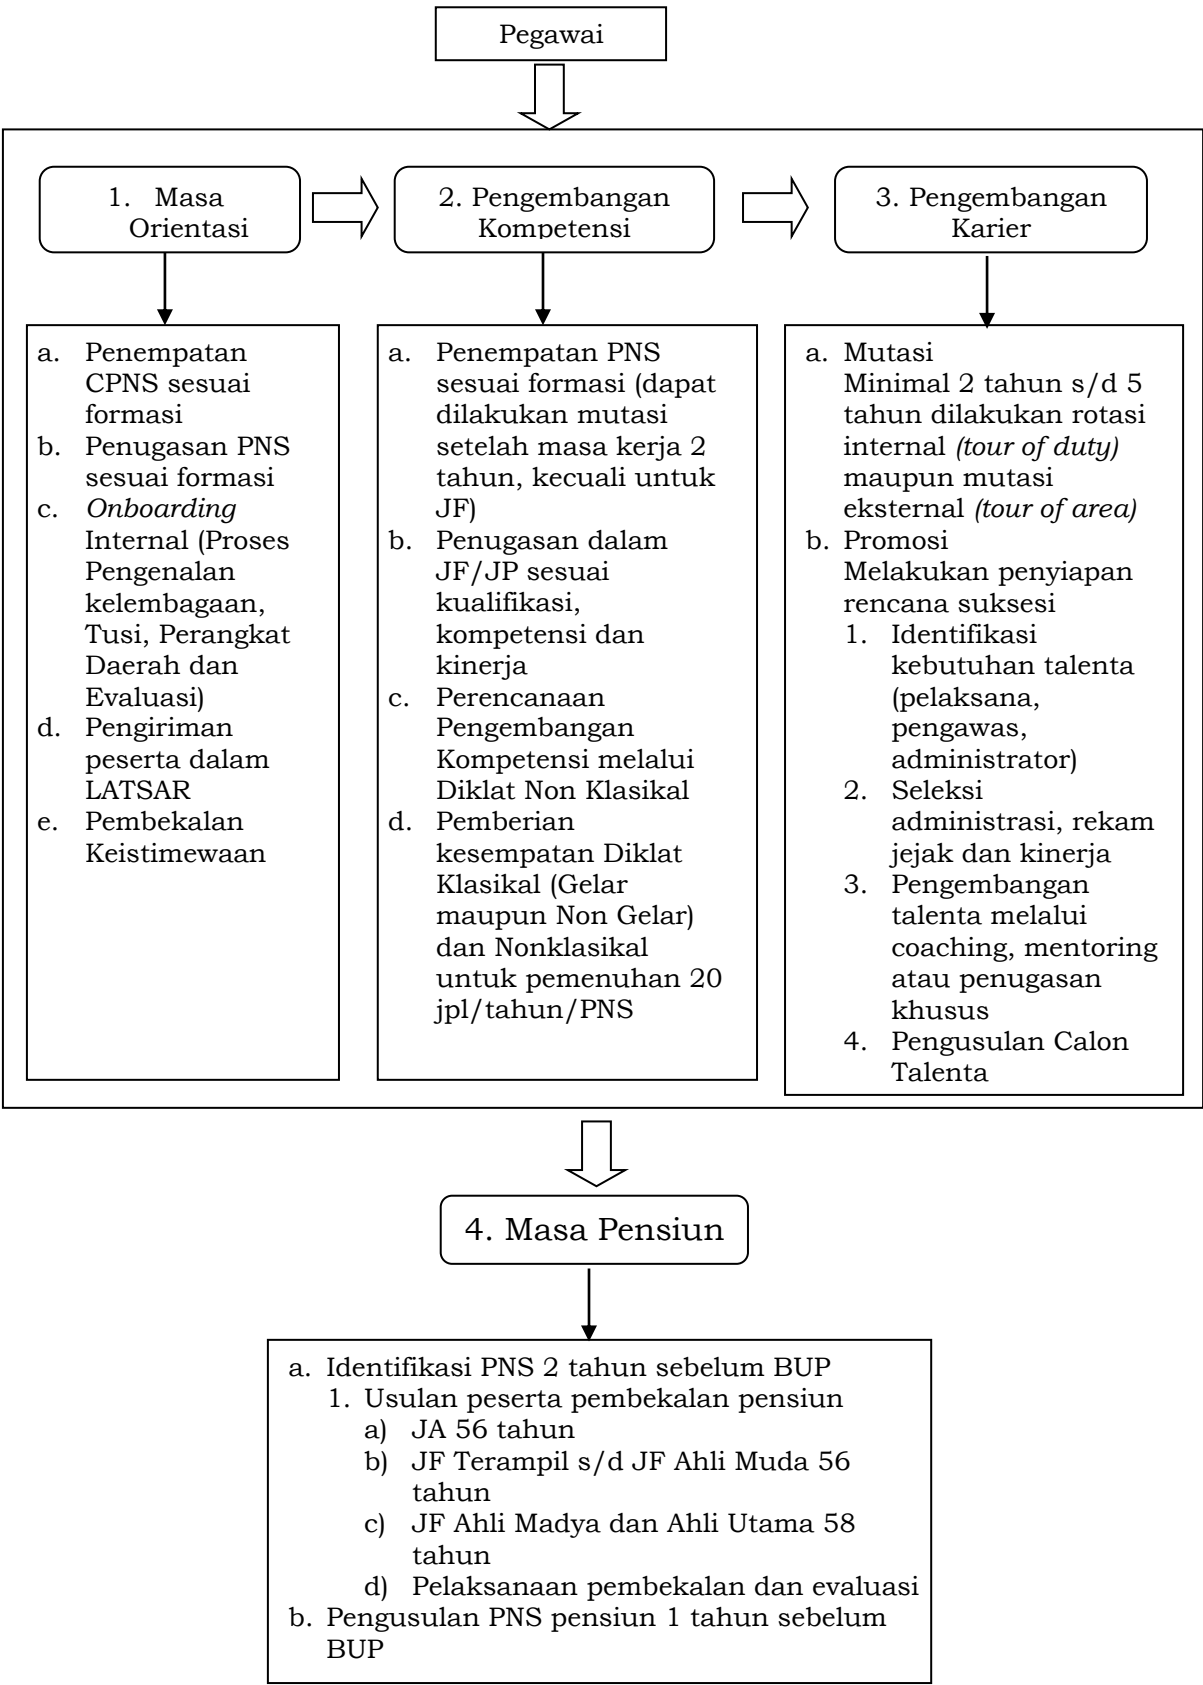 Pegawai
1. Masa
Orientasi
2. Pengembangan
Kompetensi
3. Pengembangan
Karier
a. Penempatan
CPNS sesuai
formasi
b. Penugasan PNS
sesuai formasi
c. Onboarding
Internal (Proses
Pengenalan
kelembagaan,
Tusi, Perangkat
Daerah dan
Evaluasi)
d. Pengiriman
peserta dalam
LATSAR
e. Pembekalan
Keistimewaan
a. Penempatan PNS
sesuai formasi (dapat
dilakukan mutasi
setelah masa kerja 2
tahun, kecuali untuk
JF)
b. Penugasan dalam
JF/JP sesuai
kualifikasi,
kompetensi dan
kinerja
c. Perencanaan
Pengembangan
Kompetensi melalui
Diklat Non Klasikal
d. Pemberian
kesempatan Diklat
Klasikal (Gelar
maupun Non Gelar)
dan Nonklasikal
untuk pemenuhan 20
jpl/tahun/PNS
a. Mutasi
Minimal 2 tahun s/d 5
tahun dilakukan rotasi
internal (tour of duty)
maupun mutasi
eksternal (tour of area)
b. Promosi
Melakukan penyiapan
rencana suksesi
1. Identifikasi
kebutuhan talenta
(pelaksana,
pengawas,
administrator)
2. Seleksi
administrasi, rekam
jejak dan kinerja
3. Pengembangan
talenta melalui
coaching, mentoring
atau penugasan
khusus
4. Pengusulan Calon
Talenta
4. Masa Pensiun
a. Identifikasi PNS 2 tahun sebelum BUP
1. Usulan peserta pembekalan pensiun
a) JA 56 tahun
b) JF Terampil s/d JF Ahli Muda 56
tahun
c) JF Ahli Madya dan Ahli Utama 58
tahun
d) Pelaksanaan pembekalan dan evaluasi
b. Pengusulan PNS pensiun 1 tahun sebelum
BUP